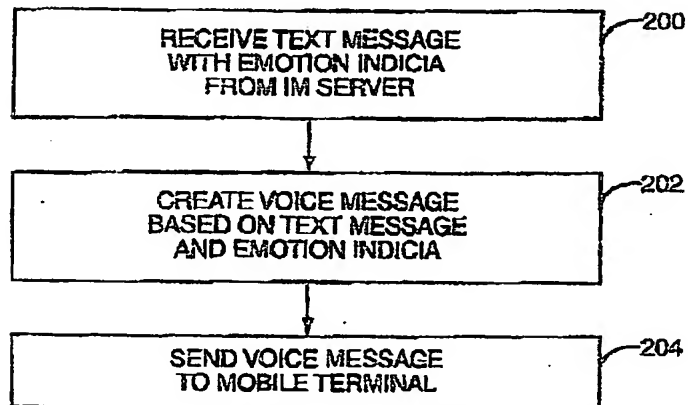 200
RECEIVE TEXT MESSAGE
WITH EMOTION INDICIA
FROM IM SERVER
202
CREATE VOICE MESSAGE
BASED ON TEXT MESSAGE
AND EMOTION INDICIA
204
SEND VOICE MESSAGE
TO MOBILE TERMINAL